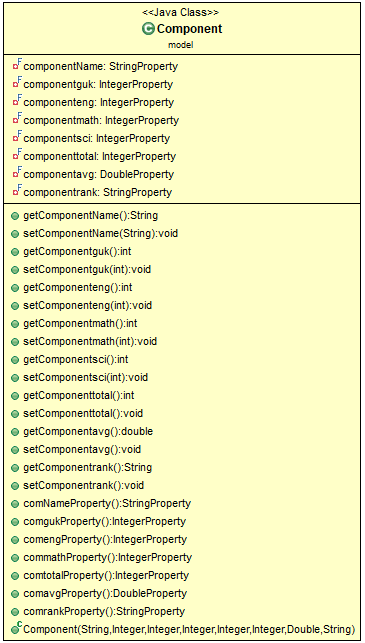 <<Java Class>>
Component
model
componentName: StringProperty
componentguk: IntegerProperty
componenteng: IntegerProperty
componentmath: IntegerProperty
componentsci: IntegerProperty
componenttotal: IntegerProperty
componentavg: DoubleProperty
componentrank: StringProperty
getComponentName():String
setComponentName(String):void
getComponentguk():int
setComponentguk(int):void
getComponenteng():int
setComponenteng(int):void
getComponentmath():int
setComponentmath(int):void
getComponentsci():int
setComponentsci(int):void
getComponenttotal():int
setComponenttotal():void
getComponentavg():double
setComponentavg():void
getComponentrank():String
setComponentrank():void
comNameProperty():StringProperty
comgukProperty():IntegerProperty
comengProperty():IntegerProperty
commathProperty():IntegerProperty
comtotalProperty():IntegerProperty
comavgProperty():DoubleProperty
comrankProperty():StringProperty
Component(String,Integer,Integer,Integer,Integer,Integer,Double,String)